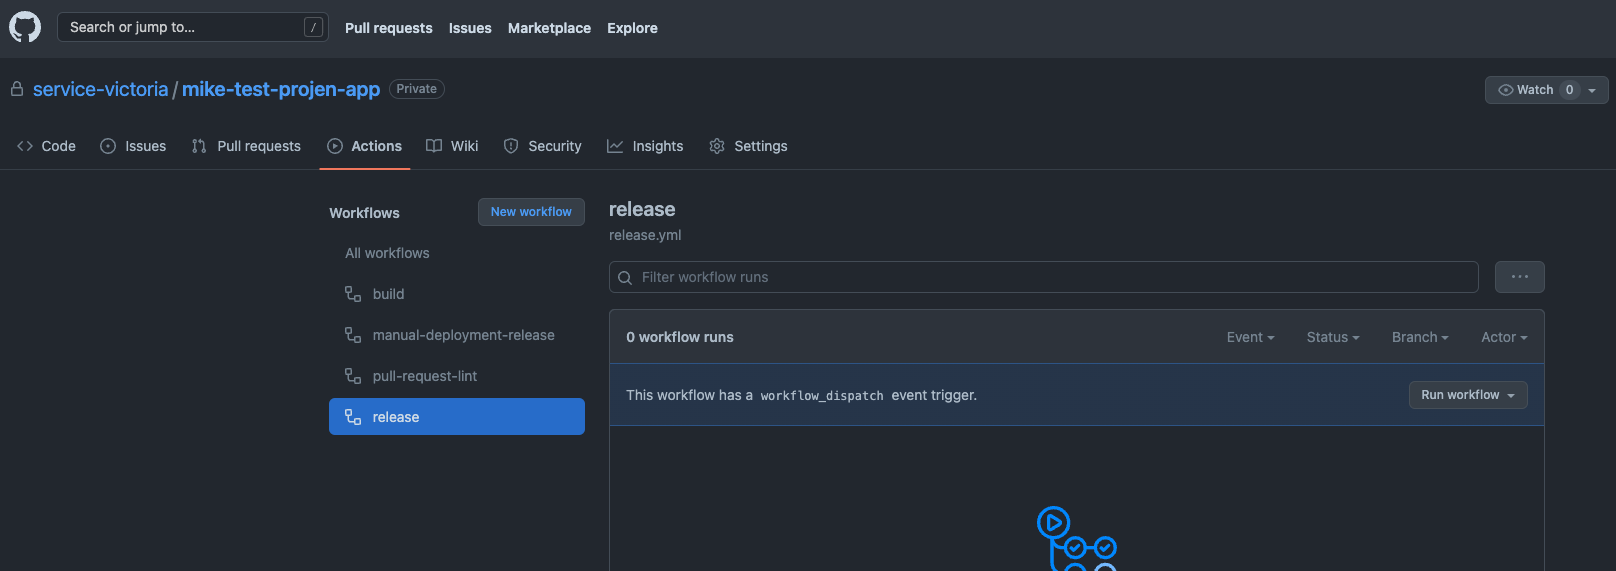 Search or jump to... /
Pull requests Issues Marketplace Explore
service-victoria / mike-test-projen-app Private
Watch 0
Code Issues Pull requests Actions Wiki Security Insights Settings
Workflows
New workflow
All workflows
build
manual-deployment-release
pull-request-lint
release
release
release.yml
Filter workflow runs
...
0 workflow runs
Event Status Branch Actor
This workflow has a workflow_dispatch event trigger.
Run workflow